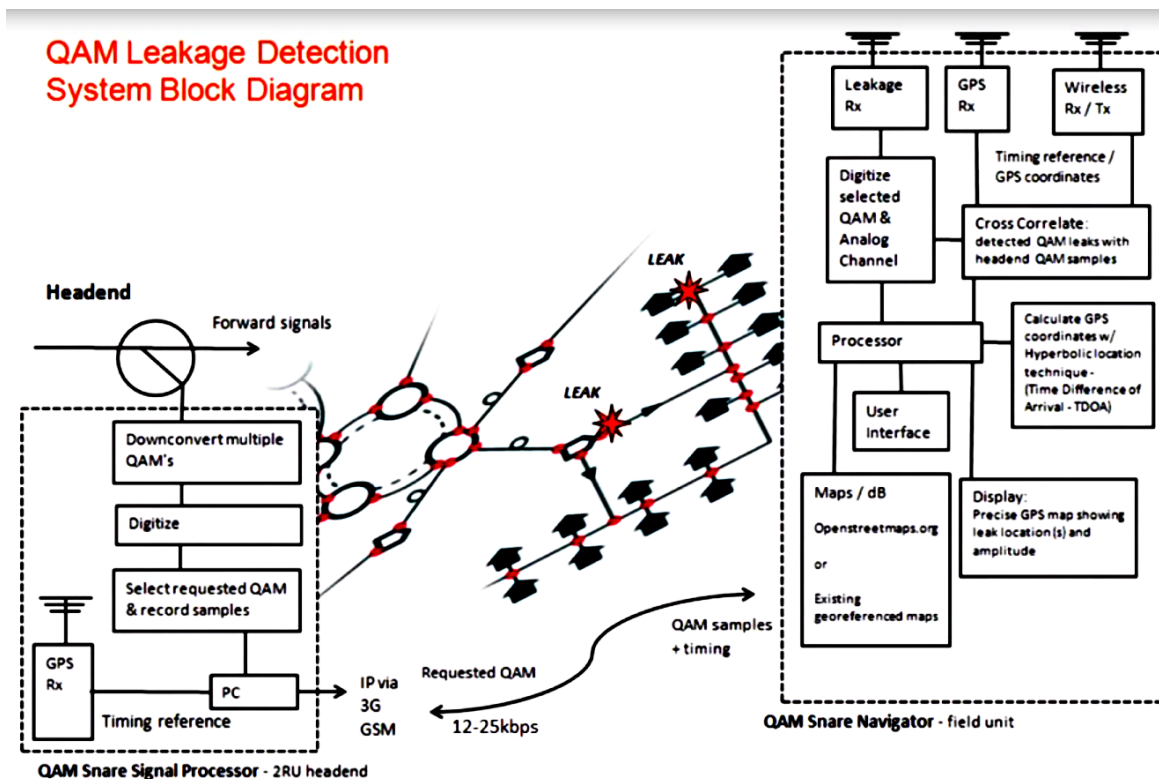 QAM Leakage Detection
System Block Diagram
Headend
Forward signals
Downconvert multiple
QAM's
Digitize
Select requested QAM
& record samples
GPS
Rx
PC
Timing reference
QAM Snare Signal Processor - 2RU headend
IP via
3G
GSM
Requested QAM
12-25kbps
QAM samples
+ timing
LEAK
LEAK
Leakage
Rx
GPS
Rx
Wireless
Rx / Tx
Timing reference /
GPS coordinates
Digitize
selected
QAM &
Analog
Channel
Cross Correlate:
detected QAM leaks with
headend QAM samples
Processor
Calculate GPS
coordinates w/
Hyperbolic location
technique -
(Time Difference of
Arrival - TDOA)
User
Interface
Maps / dB
Openstreetmaps.org
or
Existing
georeferenced maps
Display:
Precise GPS map showing
leak location(s) and
amplitude
QAM Snare Navigator - field unit